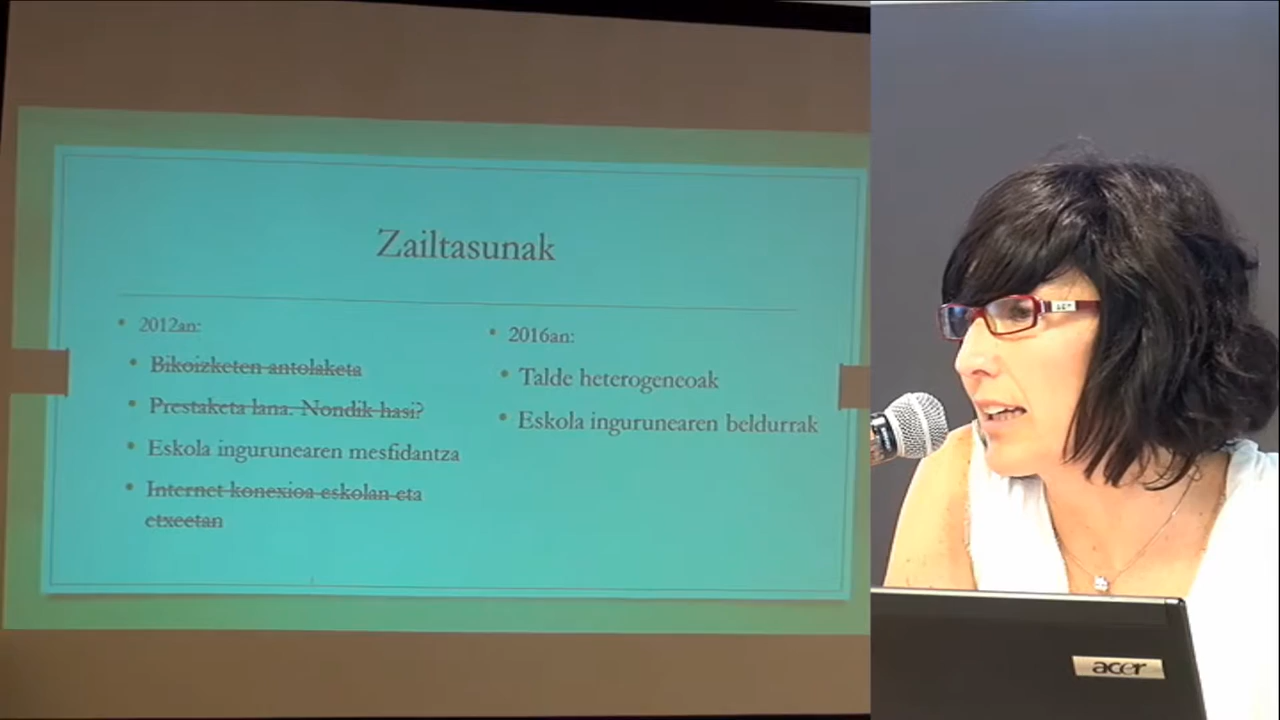 Zailtasunak
2012an:
Bikoizketen antolaketa
Prestaketa lana. Nondik hasi?
Eskola ingurunearen mesfidantza
Internet konexioa eskolan eta
etxeetan
2016an:
Talde heterogeneoak
Eskola ingurunearen beldurrak
acer